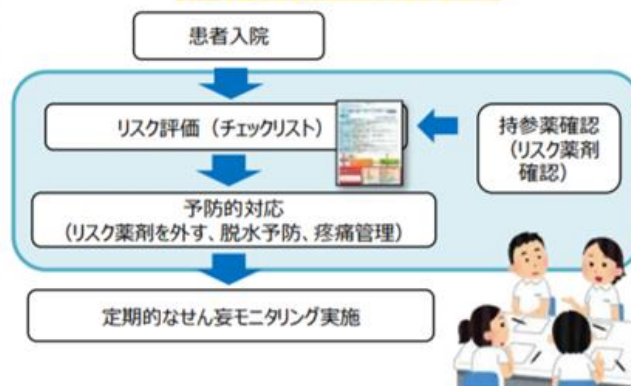 患者入院
リスク評価（チェックリスト）
持参薬確認
（リスク薬剤
確認）
予防的対応
（リスク薬剤を外す、脱水予防、疼痛管理）
定期的なせん妄モニタリング実施